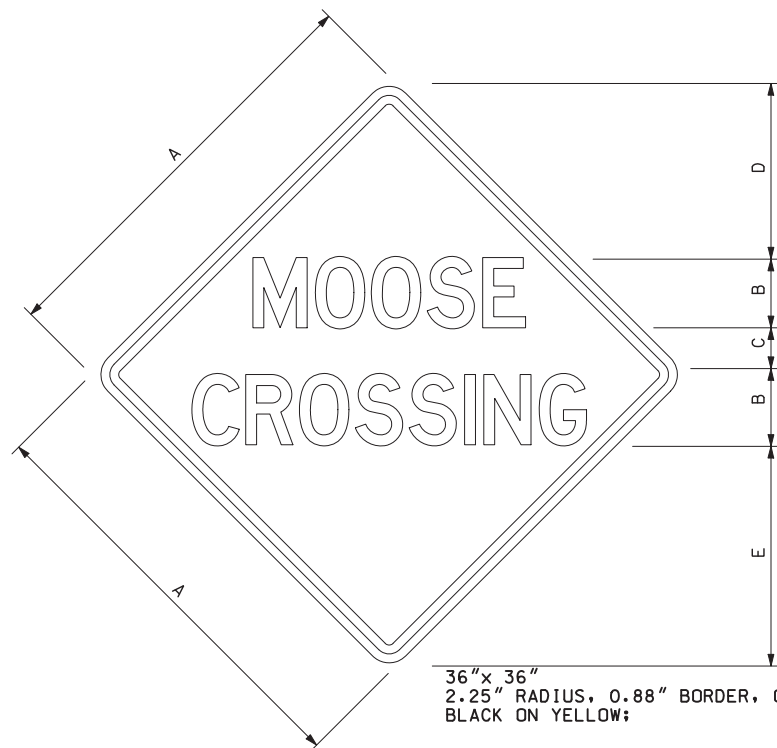 A
D
MOOSE
B
C
CROSSING
B
E
A
36"x 36"
2.25" RADIUS, 0.88" BORDER,
BLACK ON YELLOW;